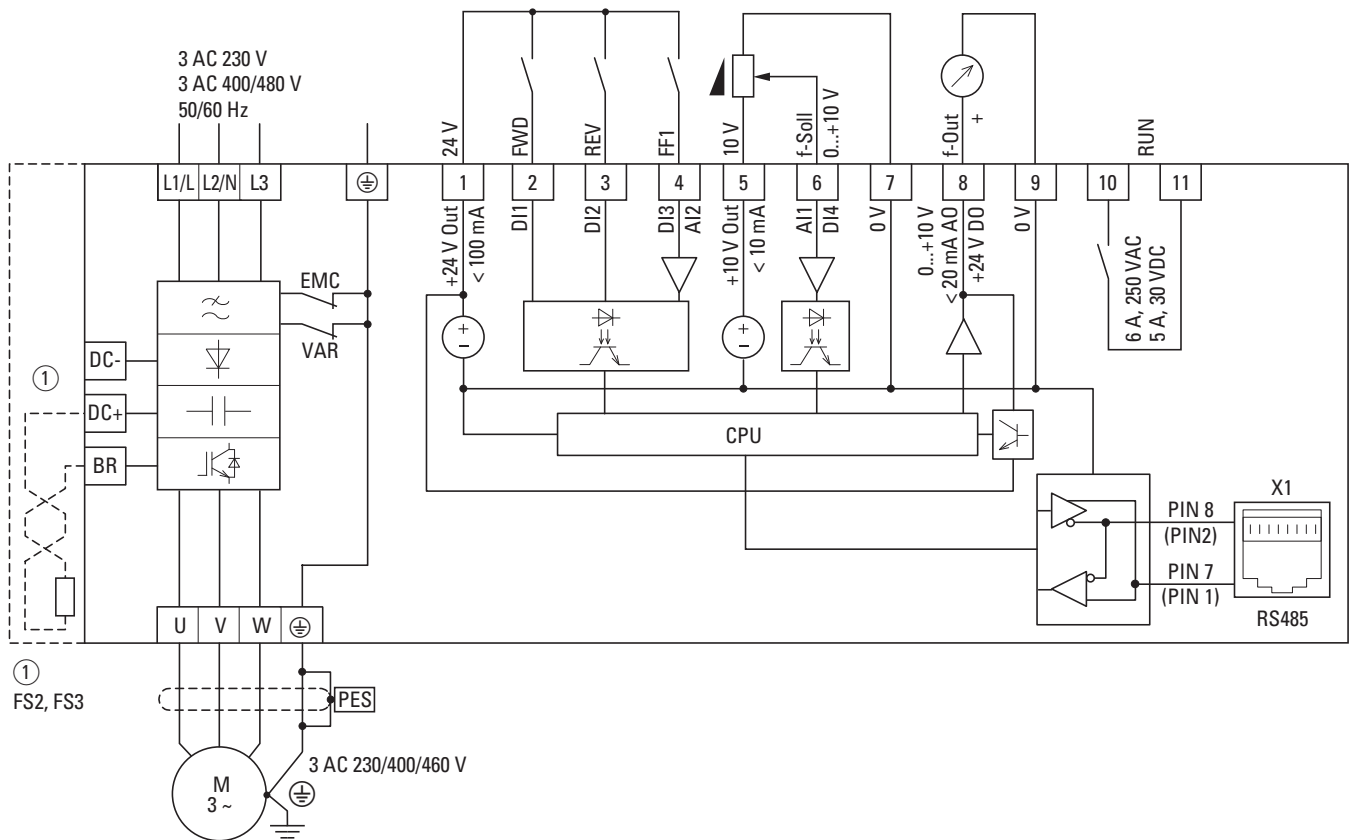 3 AC 230 V
3 AC 400/480 V
50/60 Hz
24 V
FWD
REV
FF1
10 V
f-Soll
0...+10 V
f-Out
+
RUN
L1/L
L2/N
L3
1
2
3
4
5
6
7
8
9
10
11
+24 V Out
< 100 mA
DI1
DI2
DI3
AI2
+10 V Out
< 10 mA
AI1
DI4
0 V
0...+10 V
< 20 mA AO
+24 V DO
0 V
6 A, 250 VAC
5 A, 30 VDC
EMC
VAR
+
-
+
-
DC-
1
DC+
BR
CPU
X1
PIN 8
(PIN2)
PIN 7
(PIN 1)
RS485
U
V
W
1
FS2, FS3
PES
3 AC 230/400/460 V
M
3 ~